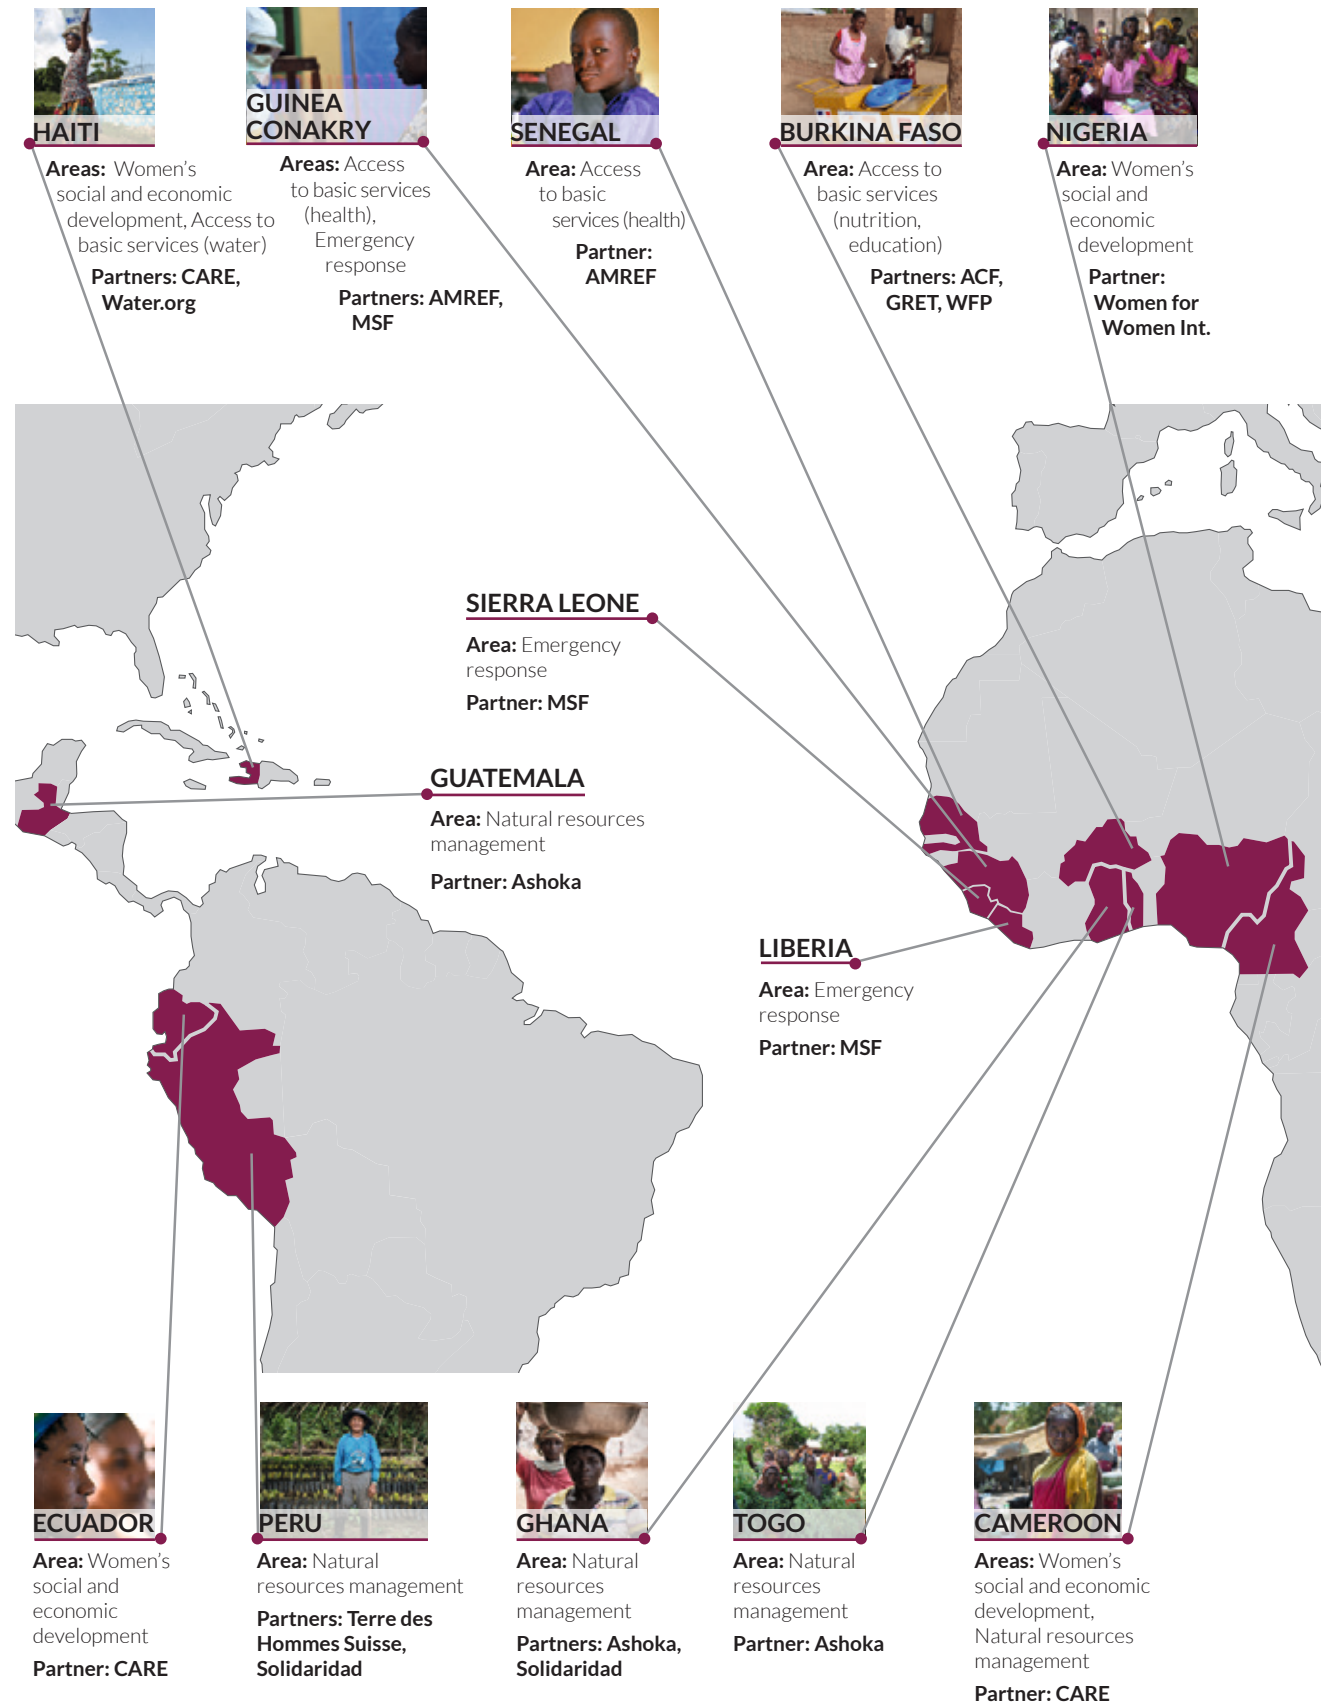 HAITI
Areas: Women's
social and economic
development, Access to
basic services (water)
Partners: CARE,
Water.org
GUINEA
CONAKRY
Areas: Access
to basic services
(health),
Emergency
response
Partners: AMREF,
MSF
SENEGAL
Area: Access
to basic
services (health)
Partner:
AMREF
BURKINA FASO
Area: Access to
basic services
(nutrition,
education)
Partners: ACF,
GRET, WFP
NIGERIA
Area: Women's
social and
economic
development
Partner:
Women for
Women Int.
SIERRA LEONE
Area: Emergency
response
Partner: MSF
GUATEMALA
Area: Natural resources
management
Partner: Ashoka
LIBERIA
Area: Emergency
response
Partner: MSF
ECUADOR
Area: Women's
social and
economic
development
Partner: CARE
PERU
Area: Natural
resources management
Partners: Terre des
Hommes Suisse,
Solidaridad
GHANA
Area: Natural
resources
management
Partners: Ashoka,
Solidaridad
TOGO
Area: Natural
resources
management
Partner: Ashoka
CAMEROON
Areas: Women's
social and economic
development,
Natural resources
management
Partner: CARE